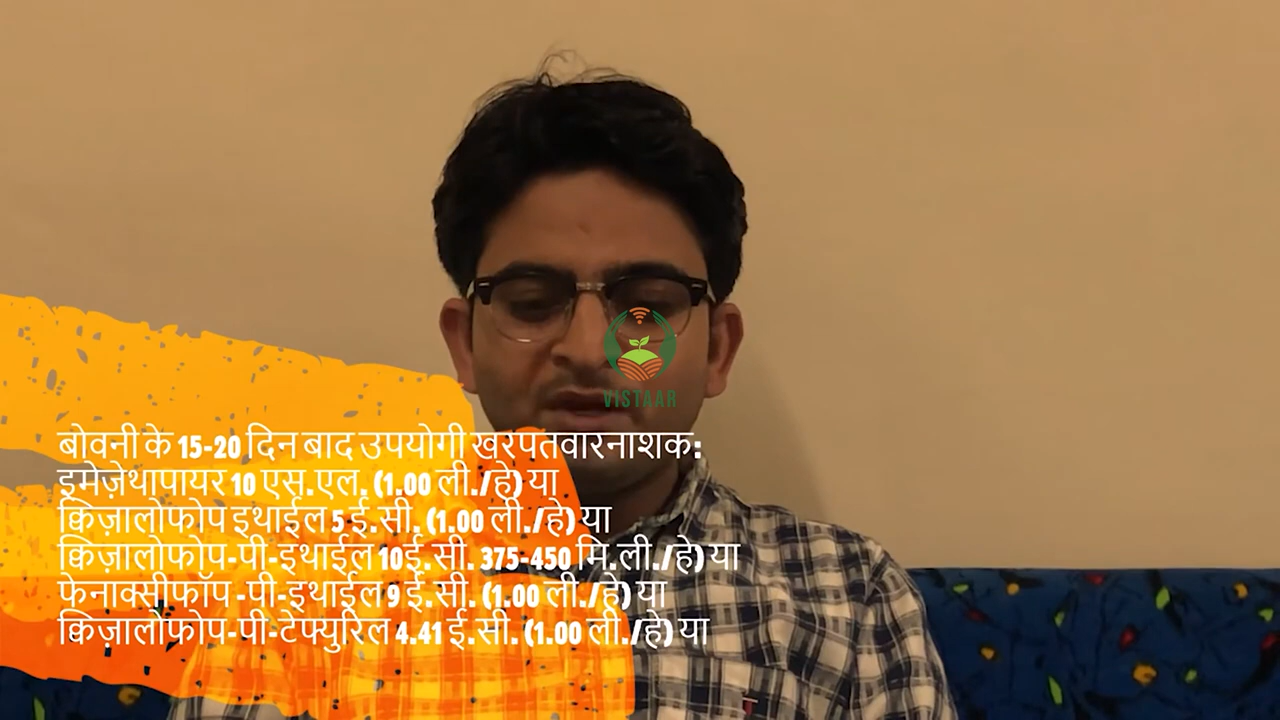 VISTAAR
बोवनी के 15-20 दिन बाद उपयोगी खरपतवारनाशक:
इमेज़ेथापायर 10 एस.एल. (1.00 ली./हे) या
क्विज़ालोफोप इथाईल 5 ई.सी. (1.00 ली./हे) या
क्विज़ालोफोप-पी-इथाईल 10ई.सी. 375-450 मि.ली./हे) या
फेनाक्सीफॉप -पी-इथाईल 9 ई.सी. (1.00 ली./हे) या
क्विज़ालोफोप-पी-टेफ्युरिल 4.41 ई.सी. (1.00 ली./हे) या